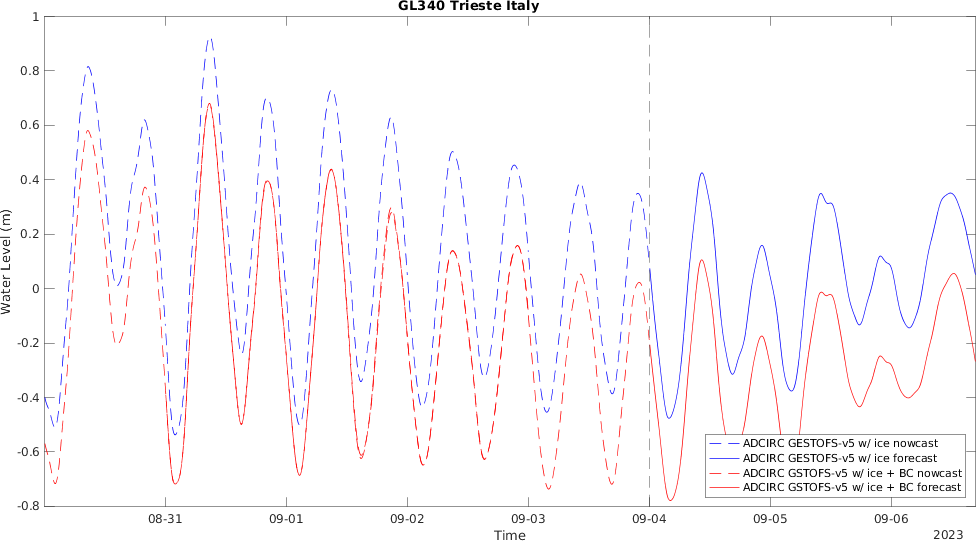 GL340 Trieste Italy
Water Level (m)
1
0.8
0.6
0.4
0.2
0
-0.2
-0.4
-0.6
-0.8
08-31
09-01
09-02
09-03
09-04
09-05
09-06
Time
2023
ADCIRC GESTOFS-v5 w/ ice nowcast
ADCIRC GESTOFS-v5 w/ ice forecast
ADCIRC GSTOFS-v5 w/ ice + BC nowcast
ADCIRC GSTOFS-v5 w/ ice + BC forecast